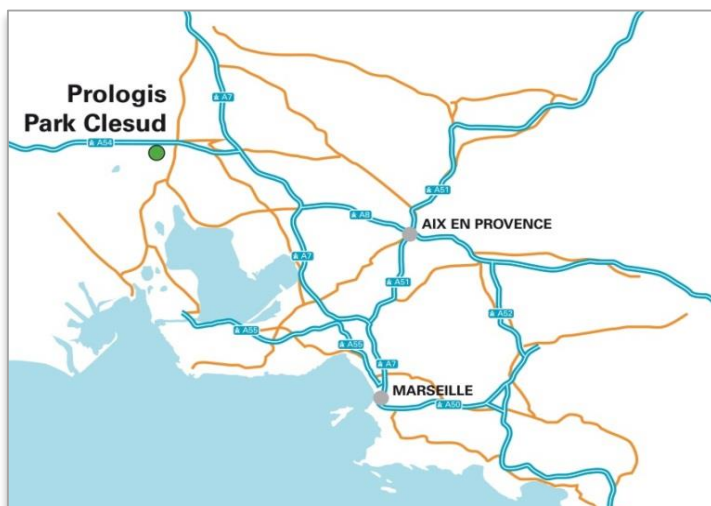 Prologis
Park Clesud
A7
A54
A51
A8
AIX EN PROVENCE
A7
A51
A52
A55
A55
A7
MARSEILLE
A50